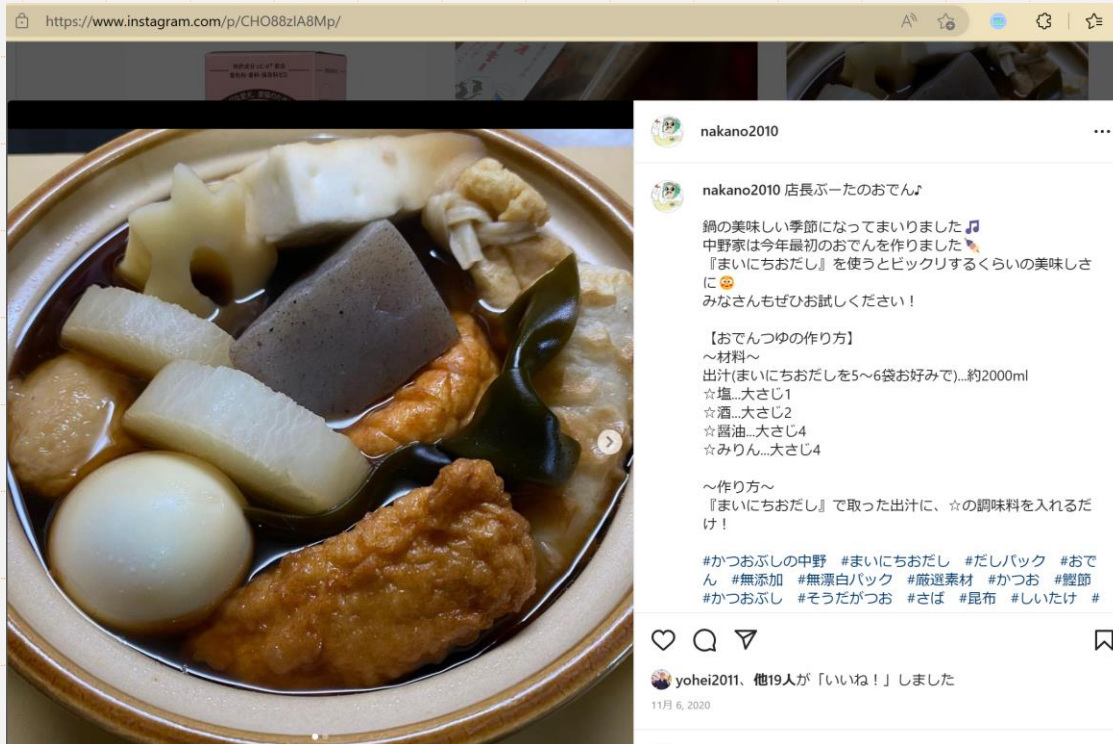 https://www.instagram.com/p/CHO88zIA8Mp/
nakano2010
nakano2010 店長ぶーたのおでん♪
鍋の美味しい季節になってまいりました🎵
中野家は今年最初のおでんを作りました🍢
『まいにちおだし』を使うとビックリするくらいの美味しさ
に😳
みなさんもぜひお試しください！
【おでんつゆの作り方】
～材料～
出汁(まいにちおだしを5～6袋お好みで)...約2000ml
☆塩...大さじ1
☆酒...大さじ2
☆醤油...大さじ4
☆みりん...大さじ4
～作り方～
『まいにちおだし』で取った出汁に、☆の調味料を入れるだ
け！
#かつおぶしの中野 #まいにちおだし #だしパック #おで
ん #無添加 #無漂白パック #厳選素材 #かつお #鰹節
#かつおぶし #そうだがつお #さば #昆布 #しいたけ #
yohei2011、他19人が「いいね！」しました
11月 6, 2020